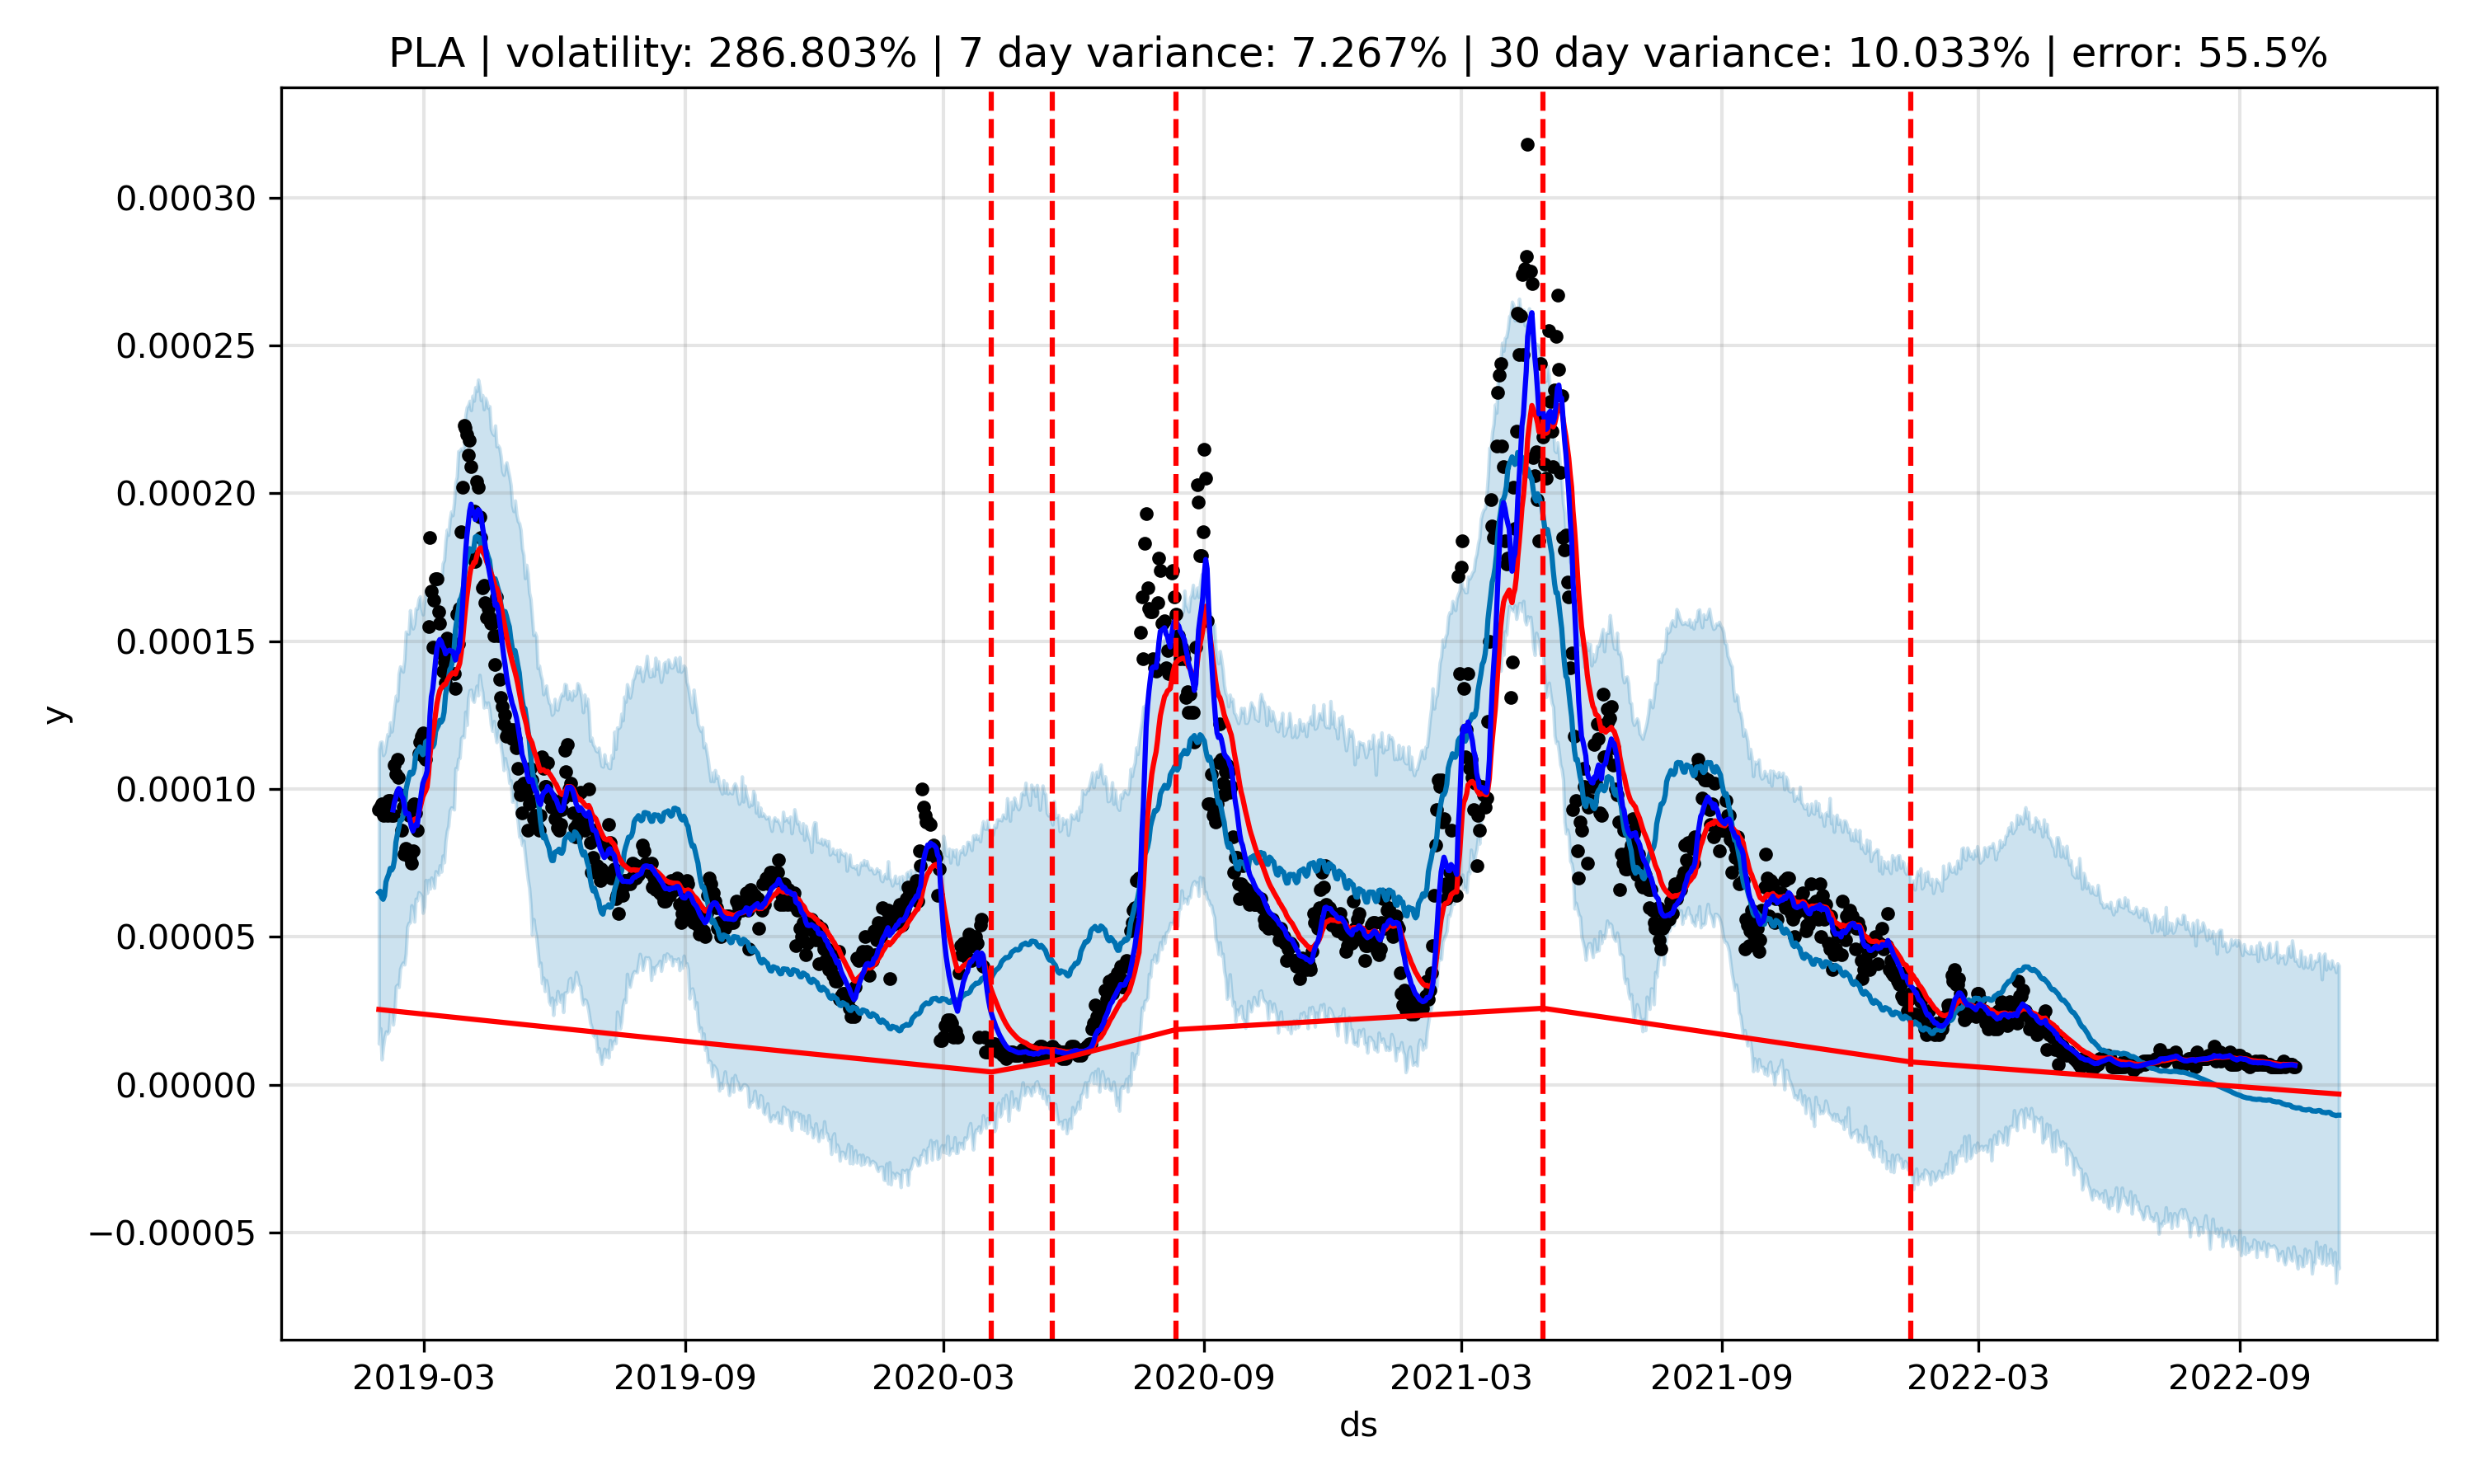 PLA | volatility: 286.803% | 7 day variance: 7.267% | 30 day variance: 10.033% | error: 55.5%
0.00030
0.00025
0.00020
0.00015
0.00010
0.00005
0.00000
−0.00005
y
2019-03 2019-09 2020-03 2020-09 2021-03 2021-09 2022-03 2022-09
ds